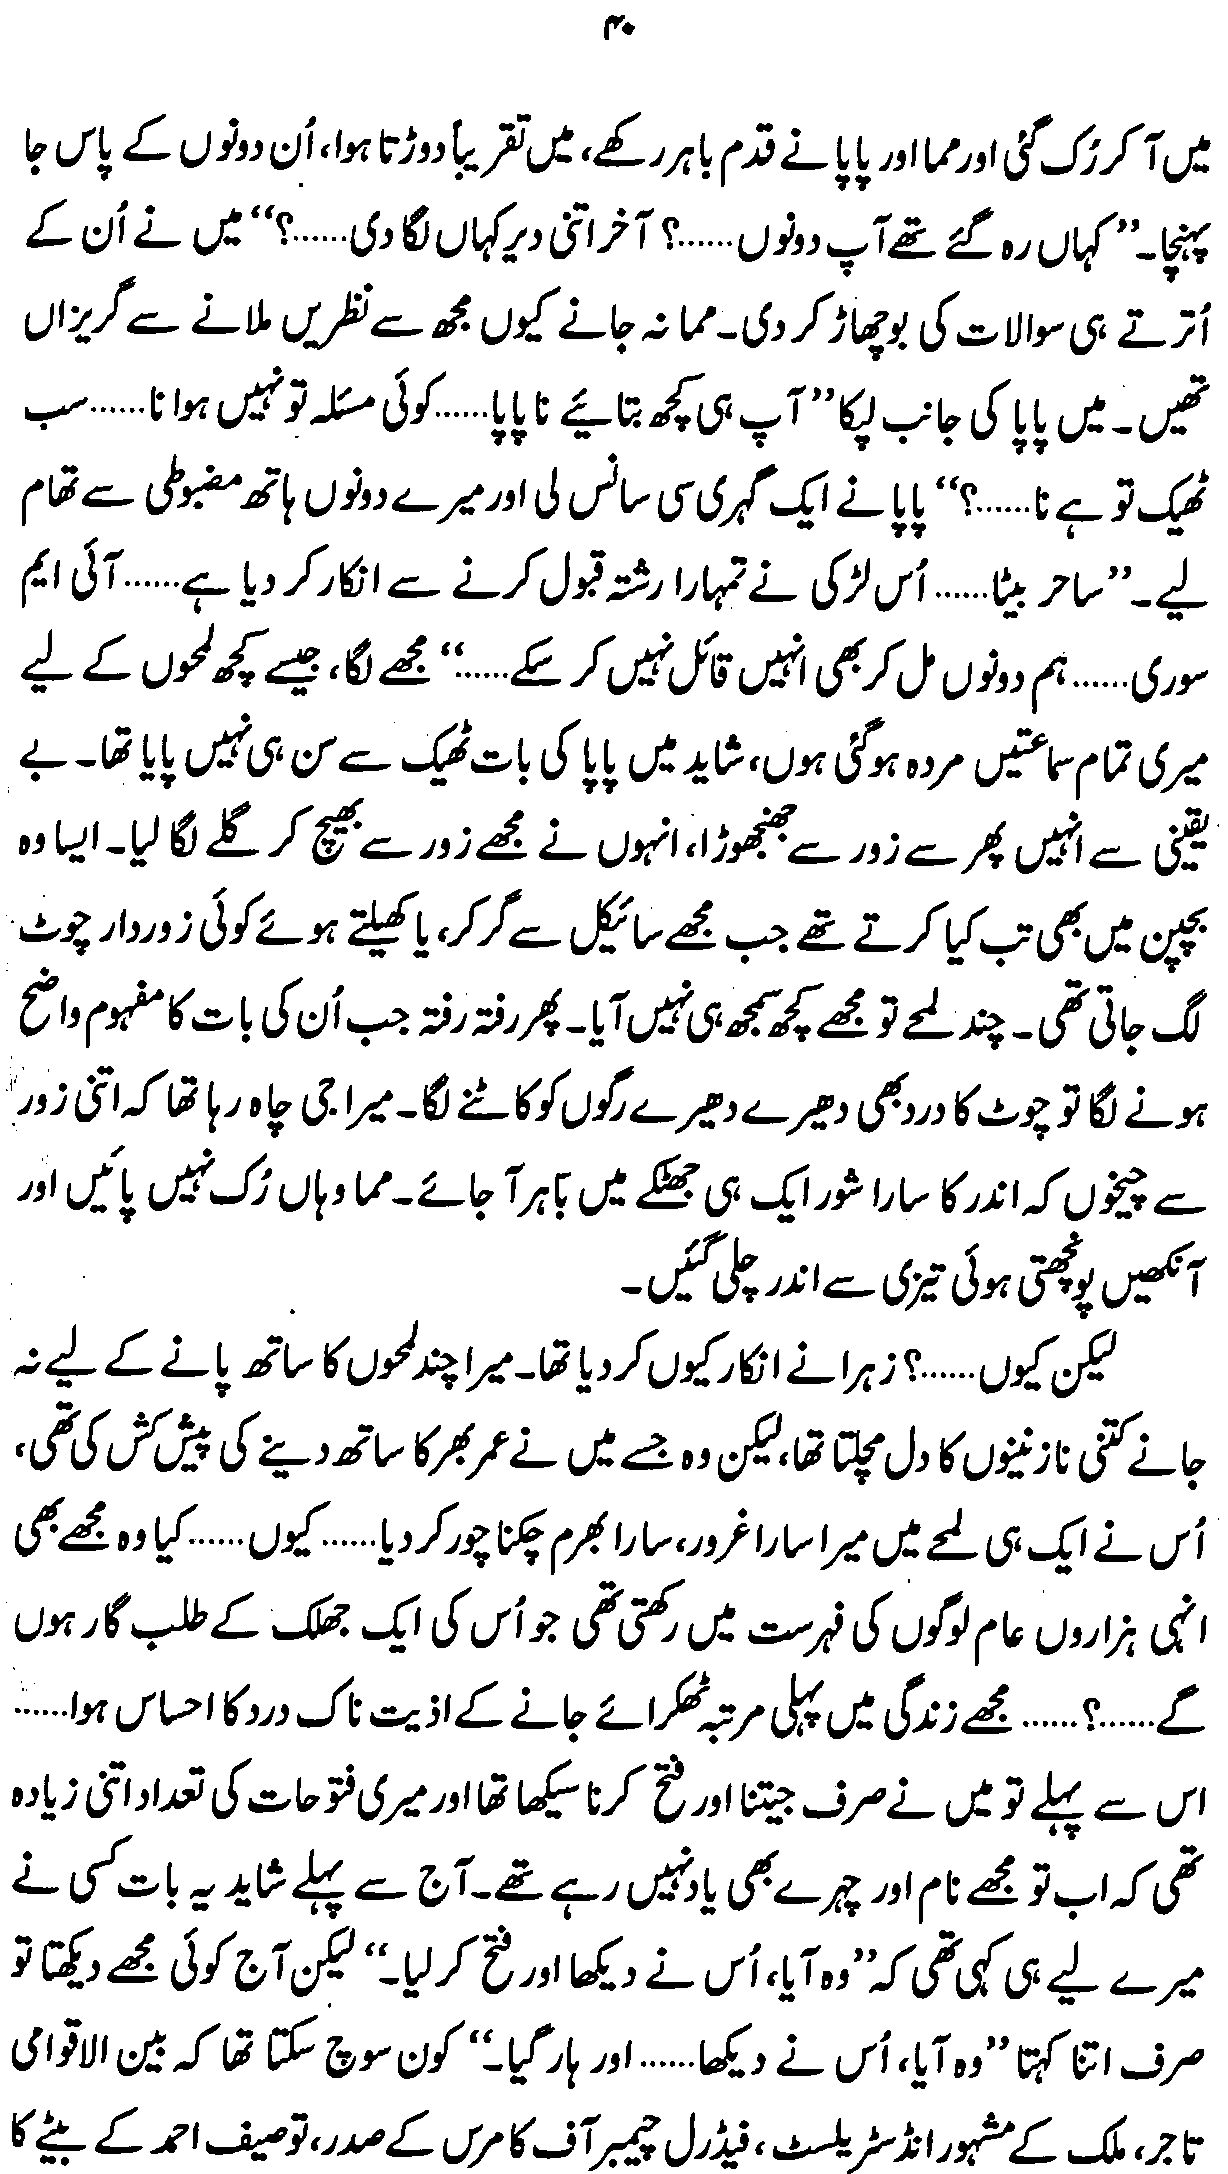 ۴۰
میں آ کر رُک گئی اور مما اور پاپا نے قدم باہر رکھے، میں تقریباً دوڑتا ہوا، اُن دونوں کے پاس جا
پہنچا۔ ”کہاں رہ گئے تھے آپ دونوں......؟ آخر اتنی دیر کہاں لگا دی......؟“ میں نے اُن کے
اُترتے ہی سوالات کی بوچھاڑ کر دی۔ مما نہ جانے کیوں مجھ سے نظریں ملانے سے گریزاں
تھیں۔ میں پاپا کی جانب لپکا ”آپ ہی کچھ بتائیے نا پاپا......کوئی مسئلہ تو نہیں ہوا نا......سب
ٹھیک تو ہے نا......؟“ پاپا نے ایک گہری سی سانس لی اور میرے دونوں ہاتھ مضبوطی سے تھام
لیے۔ ”ساحر بیٹا...... اُس لڑکی نے تمہارا رشتہ قبول کرنے سے انکار کر دیا ہے......آئی ایم
سوری......ہم دونوں مل کر بھی انہیں قائل نہیں کر سکے......“ مجھے لگا، جیسے کچھ لمحوں کے لیے
میری تمام سماعتیں مردہ ہو گئی ہوں، شاید میں پاپا کی بات ٹھیک سے سن ہی نہیں پایا تھا۔ بے
یقینی سے انہیں پھر سے زور سے جھنجھوڑا، انہوں نے مجھے زور سے بھینچ کر گلے لگا لیا۔ ایسا وہ
بچپن میں بھی تب کیا کرتے تھے جب مجھے سائیکل سے گر کر، یا کھیلتے ہوئے کوئی زوردار چوٹ
لگ جاتی تھی۔ چند لمحے تو مجھے کچھ سمجھ ہی نہیں آیا۔ پھر رفتہ رفتہ جب اُن کی بات کا مفہوم واضح
ہونے لگا تو چوٹ کا درد بھی دھیرے دھیرے رگوں کو کاٹنے لگا۔ میرا جی چاہ رہا تھا کہ اتنی زور
سے چیخوں کہ اندر کا سارا شور ایک ہی جھٹکے میں باہر آ جائے۔ مما وہاں رُک نہیں پائیں اور
آنکھیں پونچھتی ہوئی تیزی سے اندر چلی گئیں۔
لیکن کیوں......؟ زہرا نے انکار کیوں کر دیا تھا۔ میرا چند لمحوں کا ساتھ پانے کے لیے نہ
جانے کتنی نازنینوں کا دل مچلتا تھا، لیکن وہ جسے میں نے عمر بھر کا ساتھ دینے کی پیش کش کی تھی،
اُس نے ایک ہی لمحے میں میرا سارا غرور، سارا بھرم چکنا چور کر دیا......کیوں......کیا وہ مجھے بھی
انہی ہزاروں عام لوگوں کی فہرست میں رکھتی تھی جو اُس کی ایک جھلک کے طلب گار ہوں
گے......؟...... مجھے زندگی میں پہلی مرتبہ ٹھکرائے جانے کے اذیت ناک درد کا احساس ہوا......
اس سے پہلے تو میں نے صرف جیتنا اور فتح کرنا سیکھا تھا اور میری فتوحات کی تعداد اتنی زیادہ
تھی کہ اب تو مجھے نام اور چہرے بھی یاد نہیں رہے تھے۔ آج سے پہلے شاید یہ بات کسی نے
میرے لیے ہی کہی تھی کہ ”وہ آیا، اُس نے دیکھا اور فتح کر لیا۔“ لیکن آج کوئی مجھے دیکھتا تو
صرف اتنا کہتا ”وہ آیا، اُس نے دیکھا......اور ہار گیا۔“ کون سوچ سکتا تھا کہ بین الاقوامی
تاجر، ملک کے مشہور انڈسٹریلسٹ، فیڈرل چیمبر آف کامرس کے صدر، توصیف احمد کے بیٹے کا